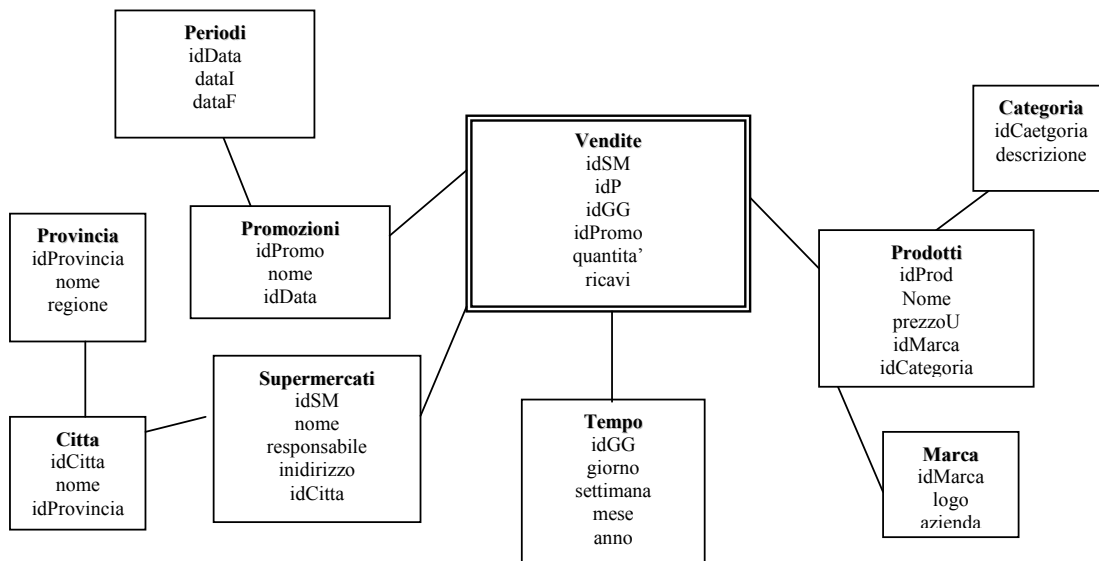 Periodi
idData
dataI
dataF
Categoria
idCaetgoria
descrizione
Vendite
idSM
idP
idGG
idPromo
quantita’
ricavi
Provincia
idProvincia
nome
regione
Promozioni
idPromo
nome
idData
Prodotti
idProd
Nome
prezzoU
idMarca
idCategoria
Supermercati
idSM
nome
responsabile
inidirizzo
idCitta
Citta
idCitta
nome
idProvincia
Tempo
idGG
giorno
settimana
mese
anno
Marca
idMarca
logo
azienda